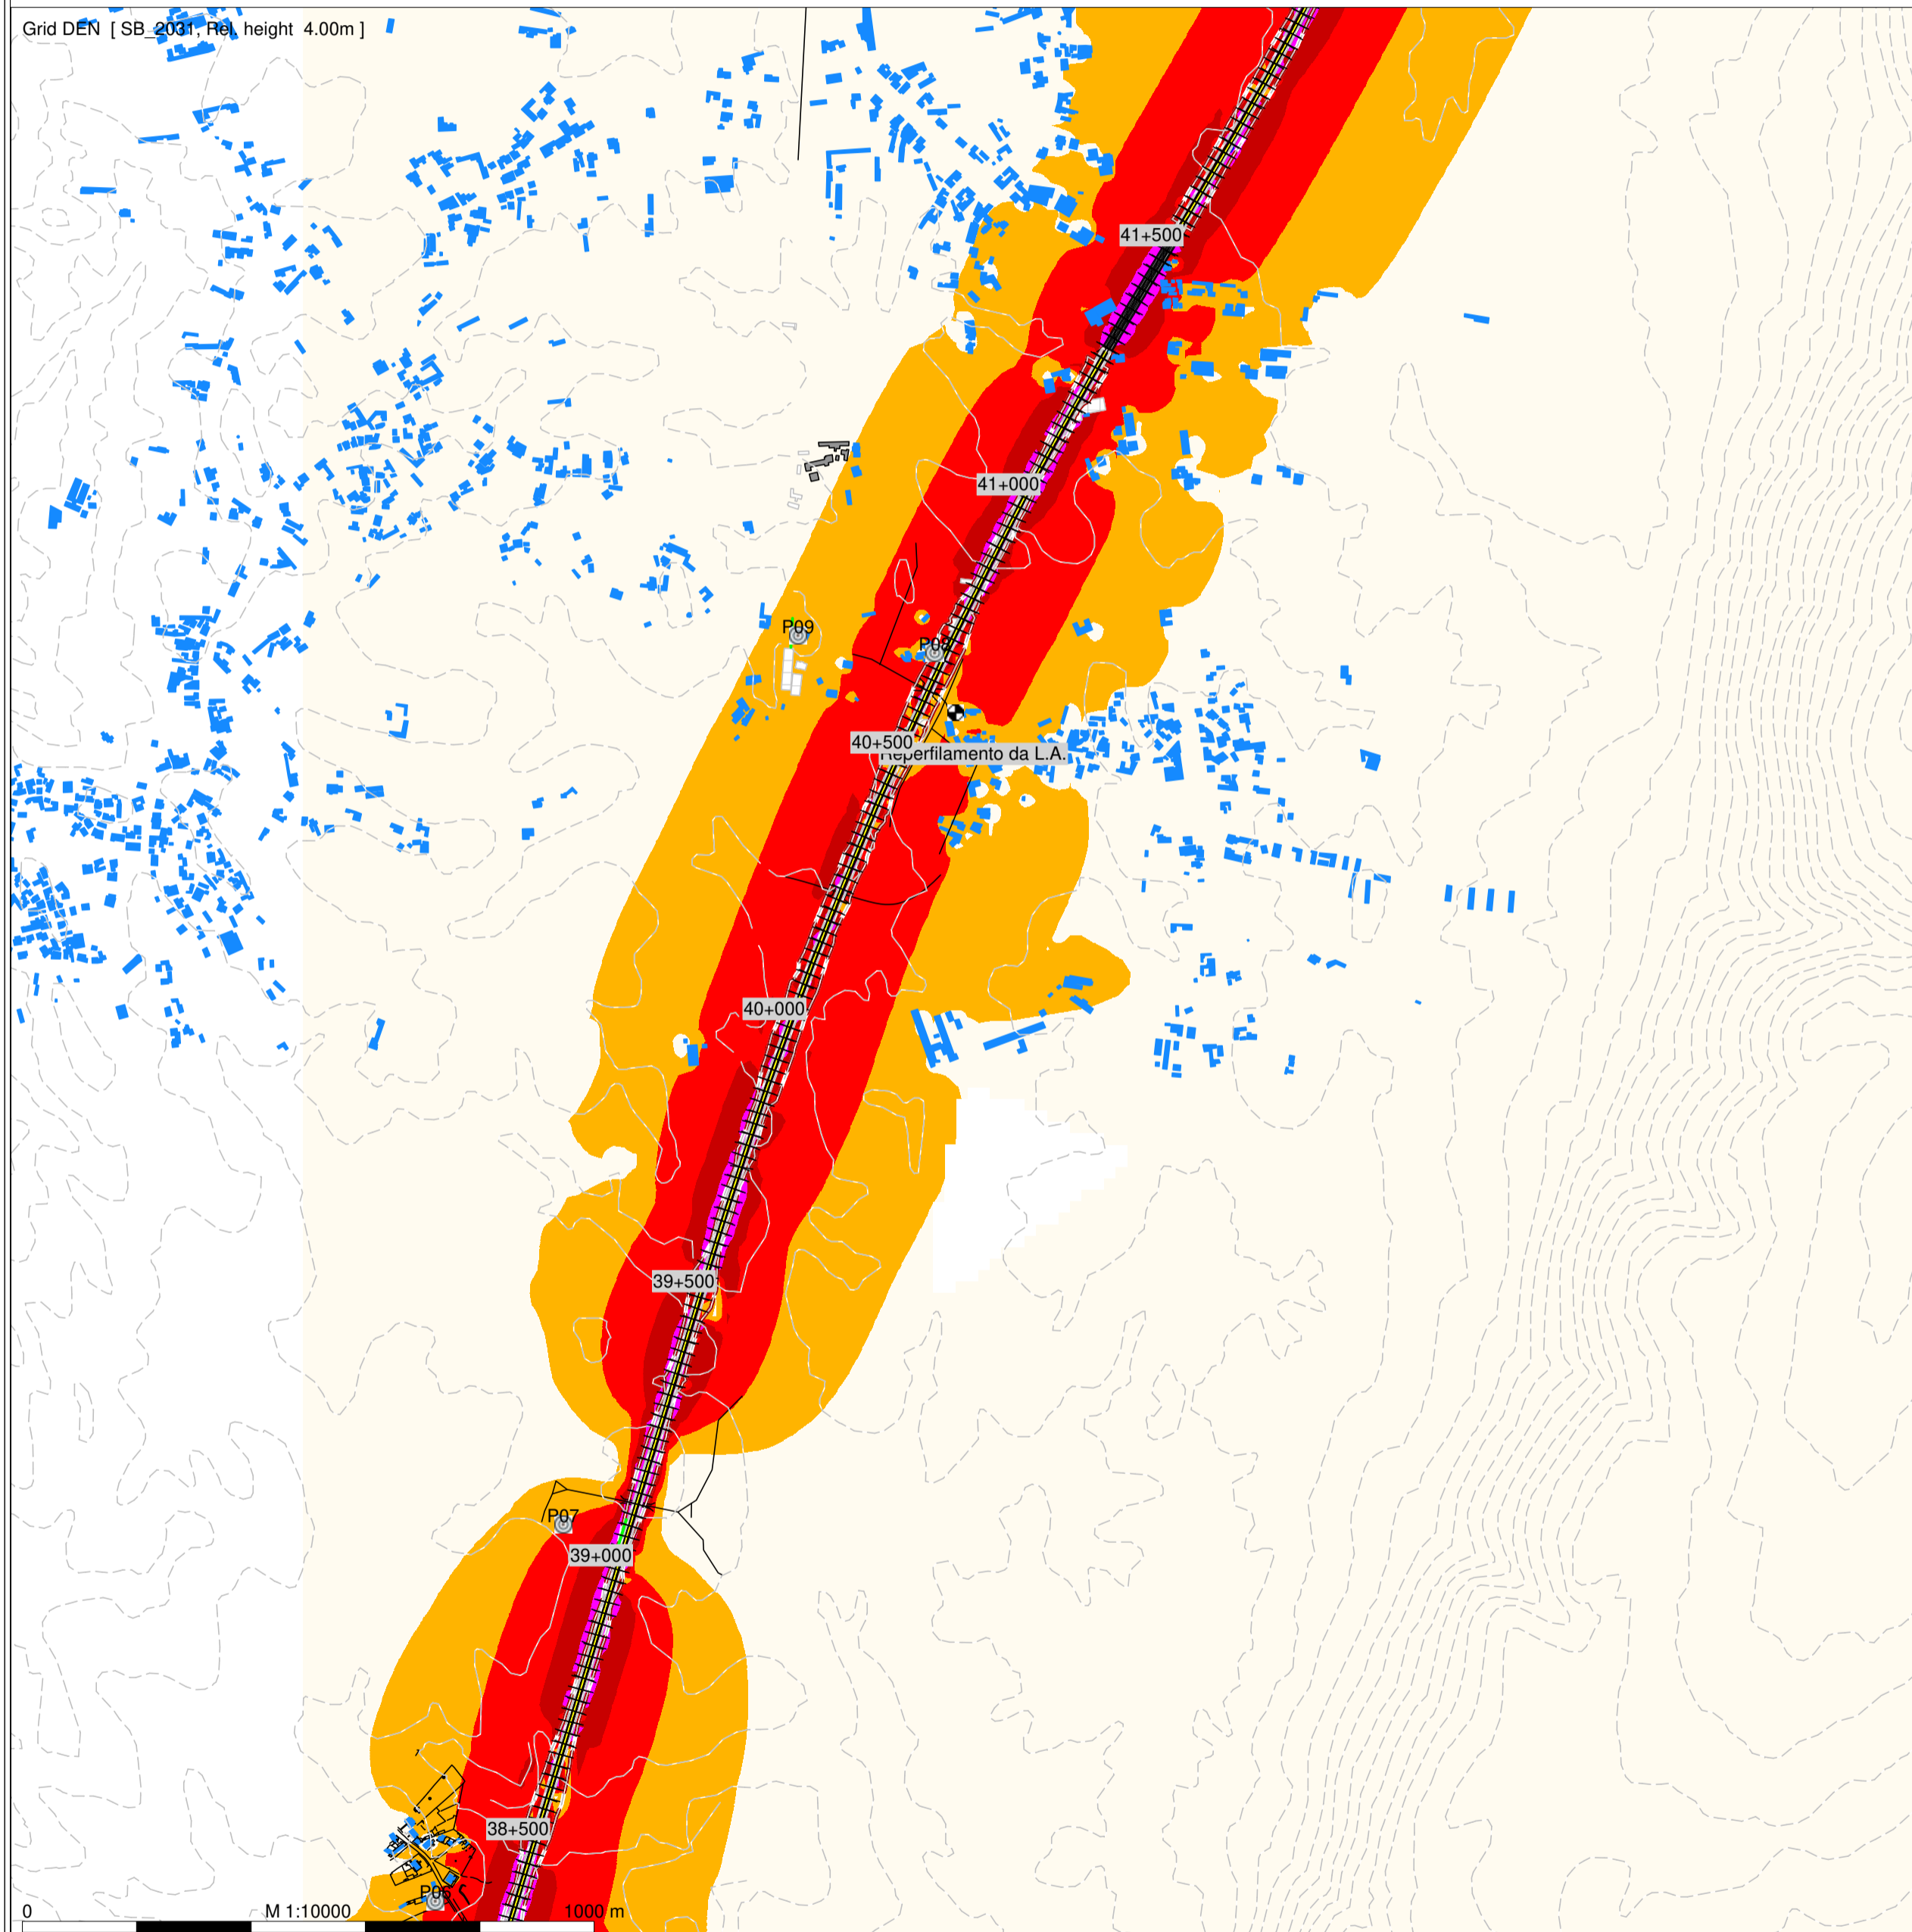 Grid DEN [ SB_2031, Rel. height 4.00m ]
41+500
41+000
P09
P08
40+500
Reperfilamento da L.A.
40+000
39+500
P07
39+000
38+500
0 M 1:10000 1000 m